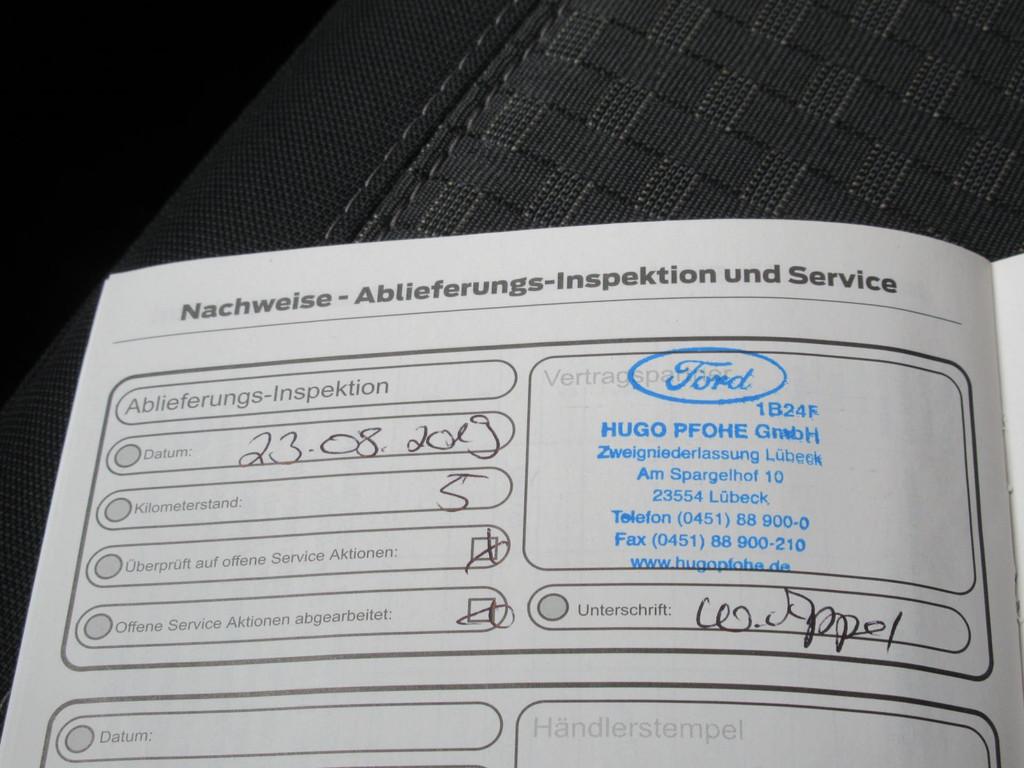 Nachweise - Ablieferungs-Inspektion und Service
Ablieferungs-Inspektion
Datum: 23.08.2019
Kilometerstand: 5
Überprüft auf offene Service Aktionen:
Offene Service Aktionen abgearbeitet:
Vertragspartner
Ford
1B24F
HUGO PFOHE GmbH
Zweigniederlassung Lübeck
Am Spargelhof 10
23554 Lübeck
Telefon (0451) 88 900-0
Fax (0451) 88 900-210
www.hugopfohe.de
Unterschrift:
Datum:
Händlerstempel